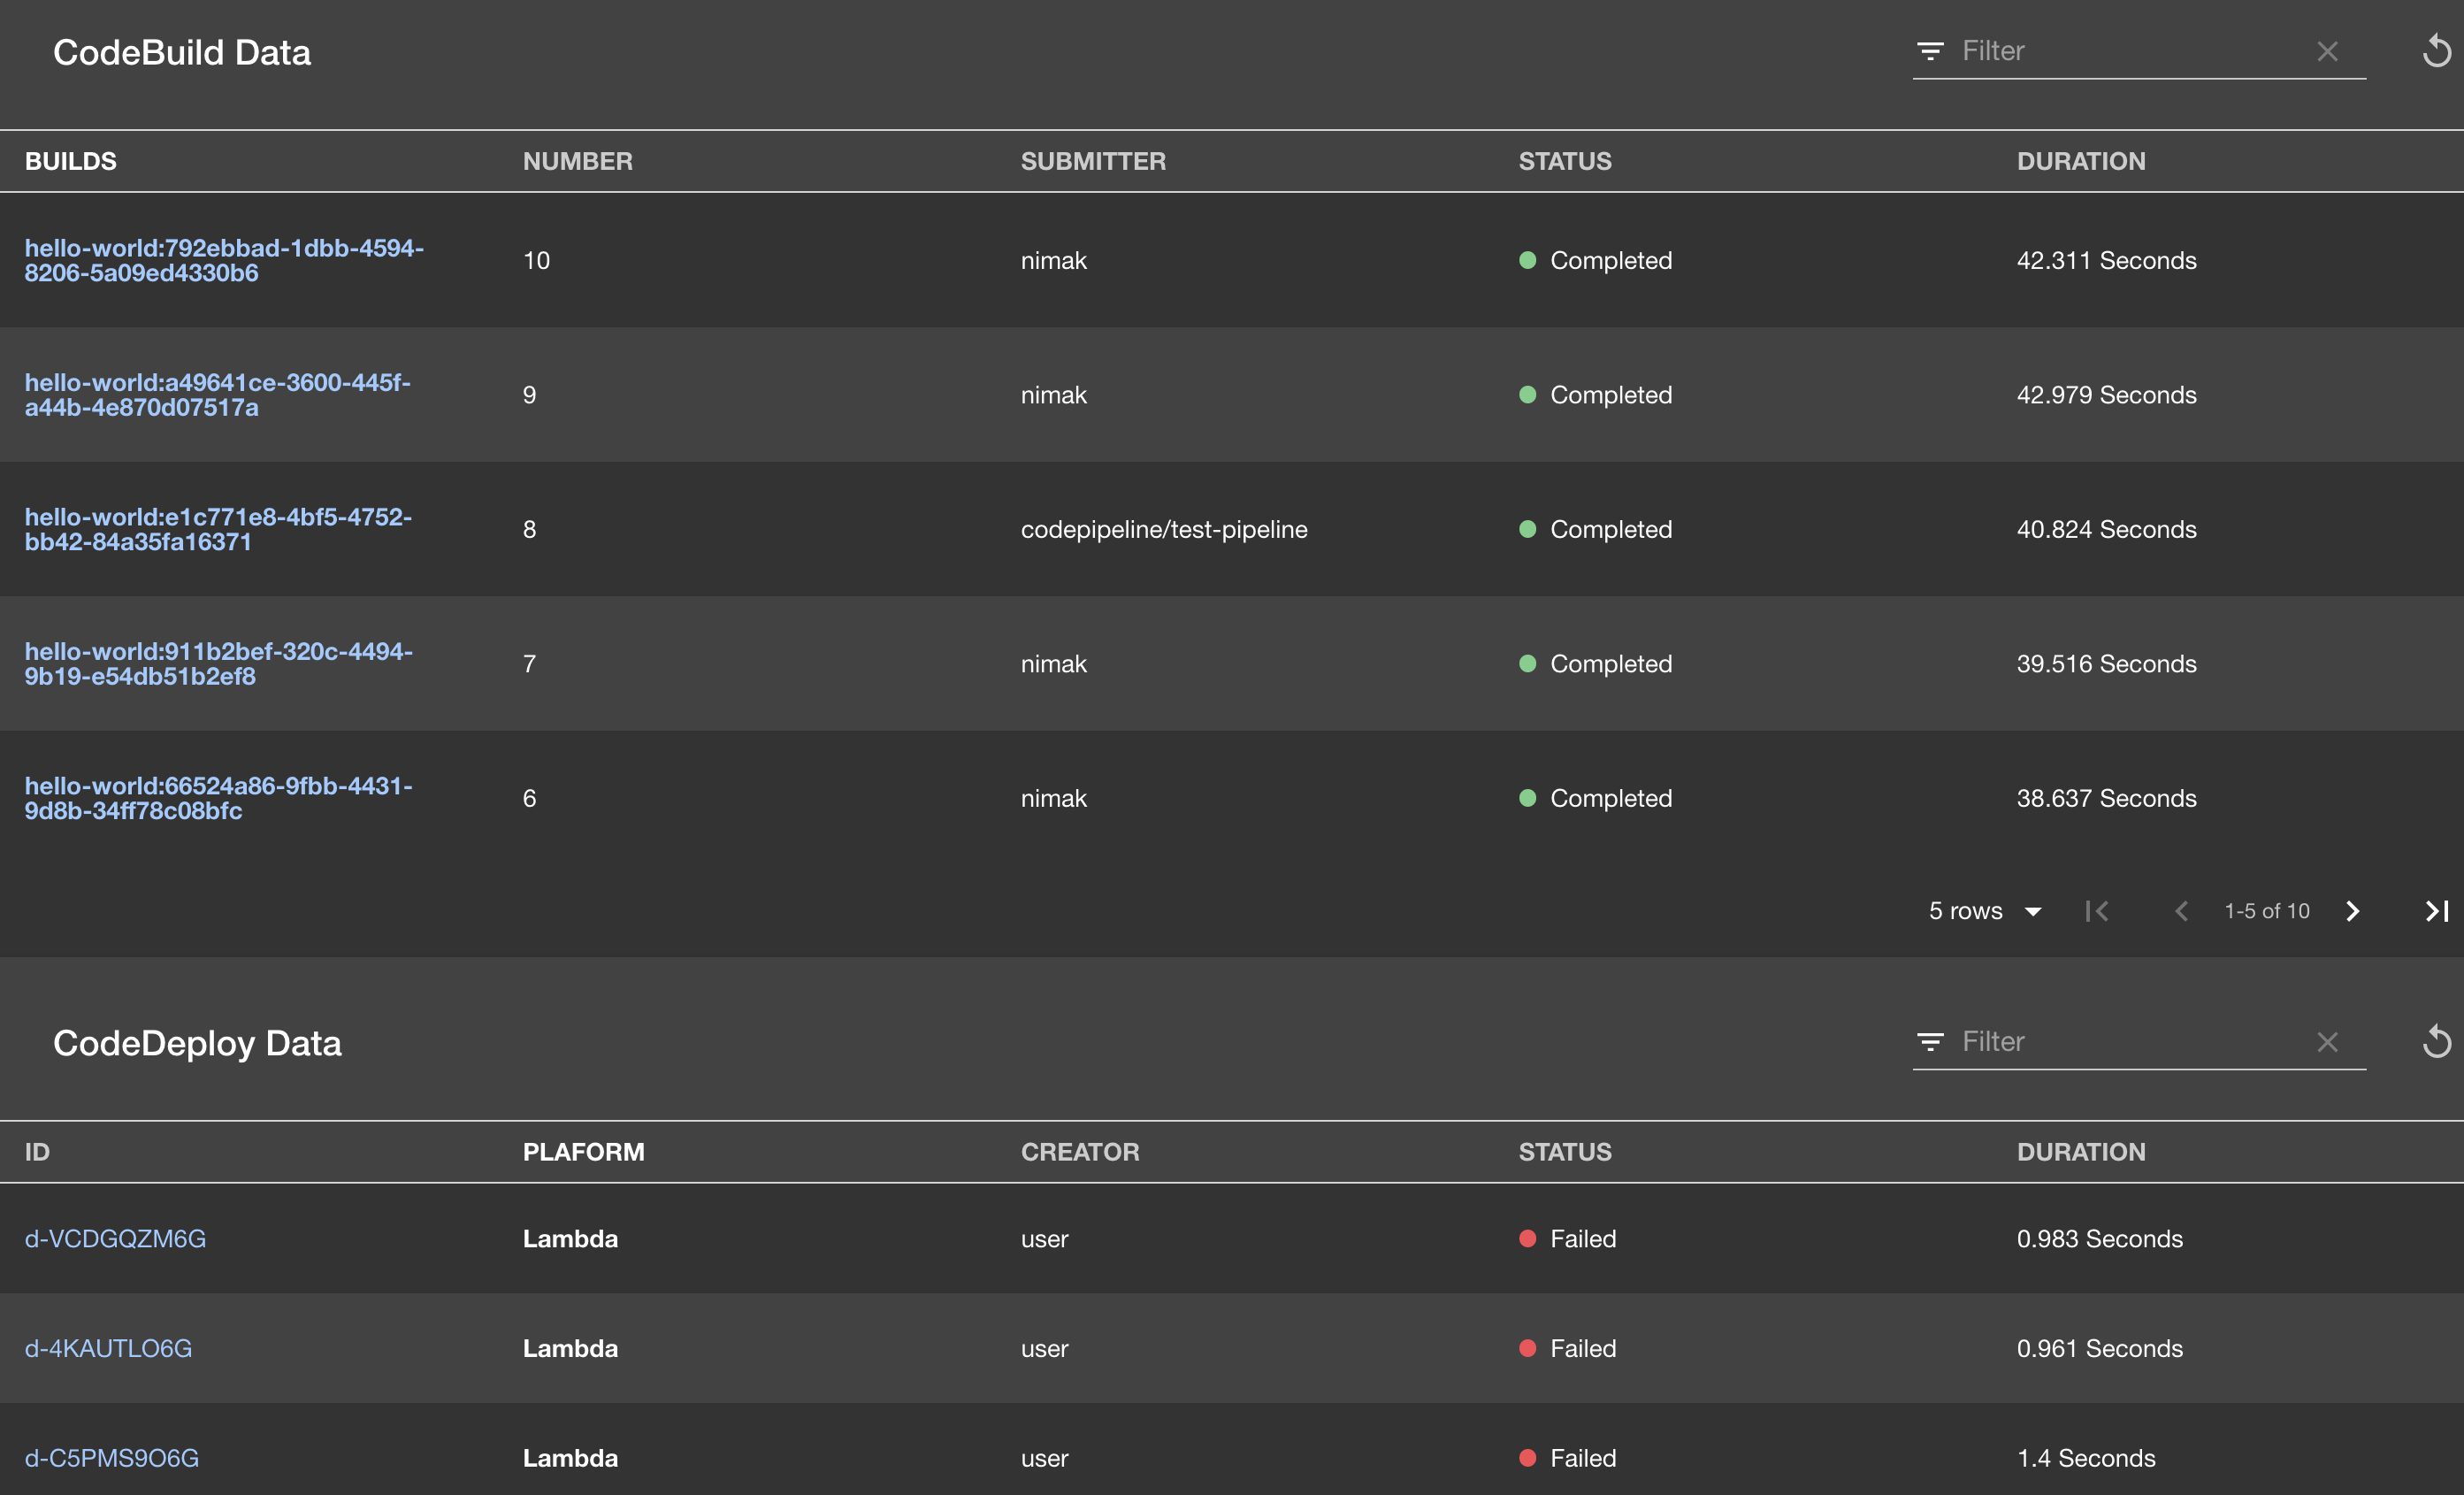 CodeBuild Data
Filter
BUILDS NUMBER SUBMITTER STATUS DURATION
hello-world:792ebbad-1dbb-4594-
8206-5a09ed4330b6
10 nimak Completed 42.311 Seconds
hello-world:a49641ce-3600-445f-
a44b-4e870d07517a
9 nimak Completed 42.979 Seconds
hello-world:e1c771e8-4bf5-4752-
bb42-84a35fa16371
8 codepipeline/test-pipeline Completed 40.824 Seconds
hello-world:911b2bef-320c-4494-
9b19-e54db51b2ef8
7 nimak Completed 39.516 Seconds
hello-world:66524a86-9fbb-4431-
9d8b-34ff78c08bfc
6 nimak Completed 38.637 Seconds
5 rows 1-5 of 10
CodeDeploy Data
Filter
ID PLAFORM CREATOR STATUS DURATION
d-VCDGQZM6G Lambda user Failed 0.983 Seconds
d-4KAUTLO6G Lambda user Failed 0.961 Seconds
d-C5PMS9O6G Lambda user Failed 1.4 Seconds